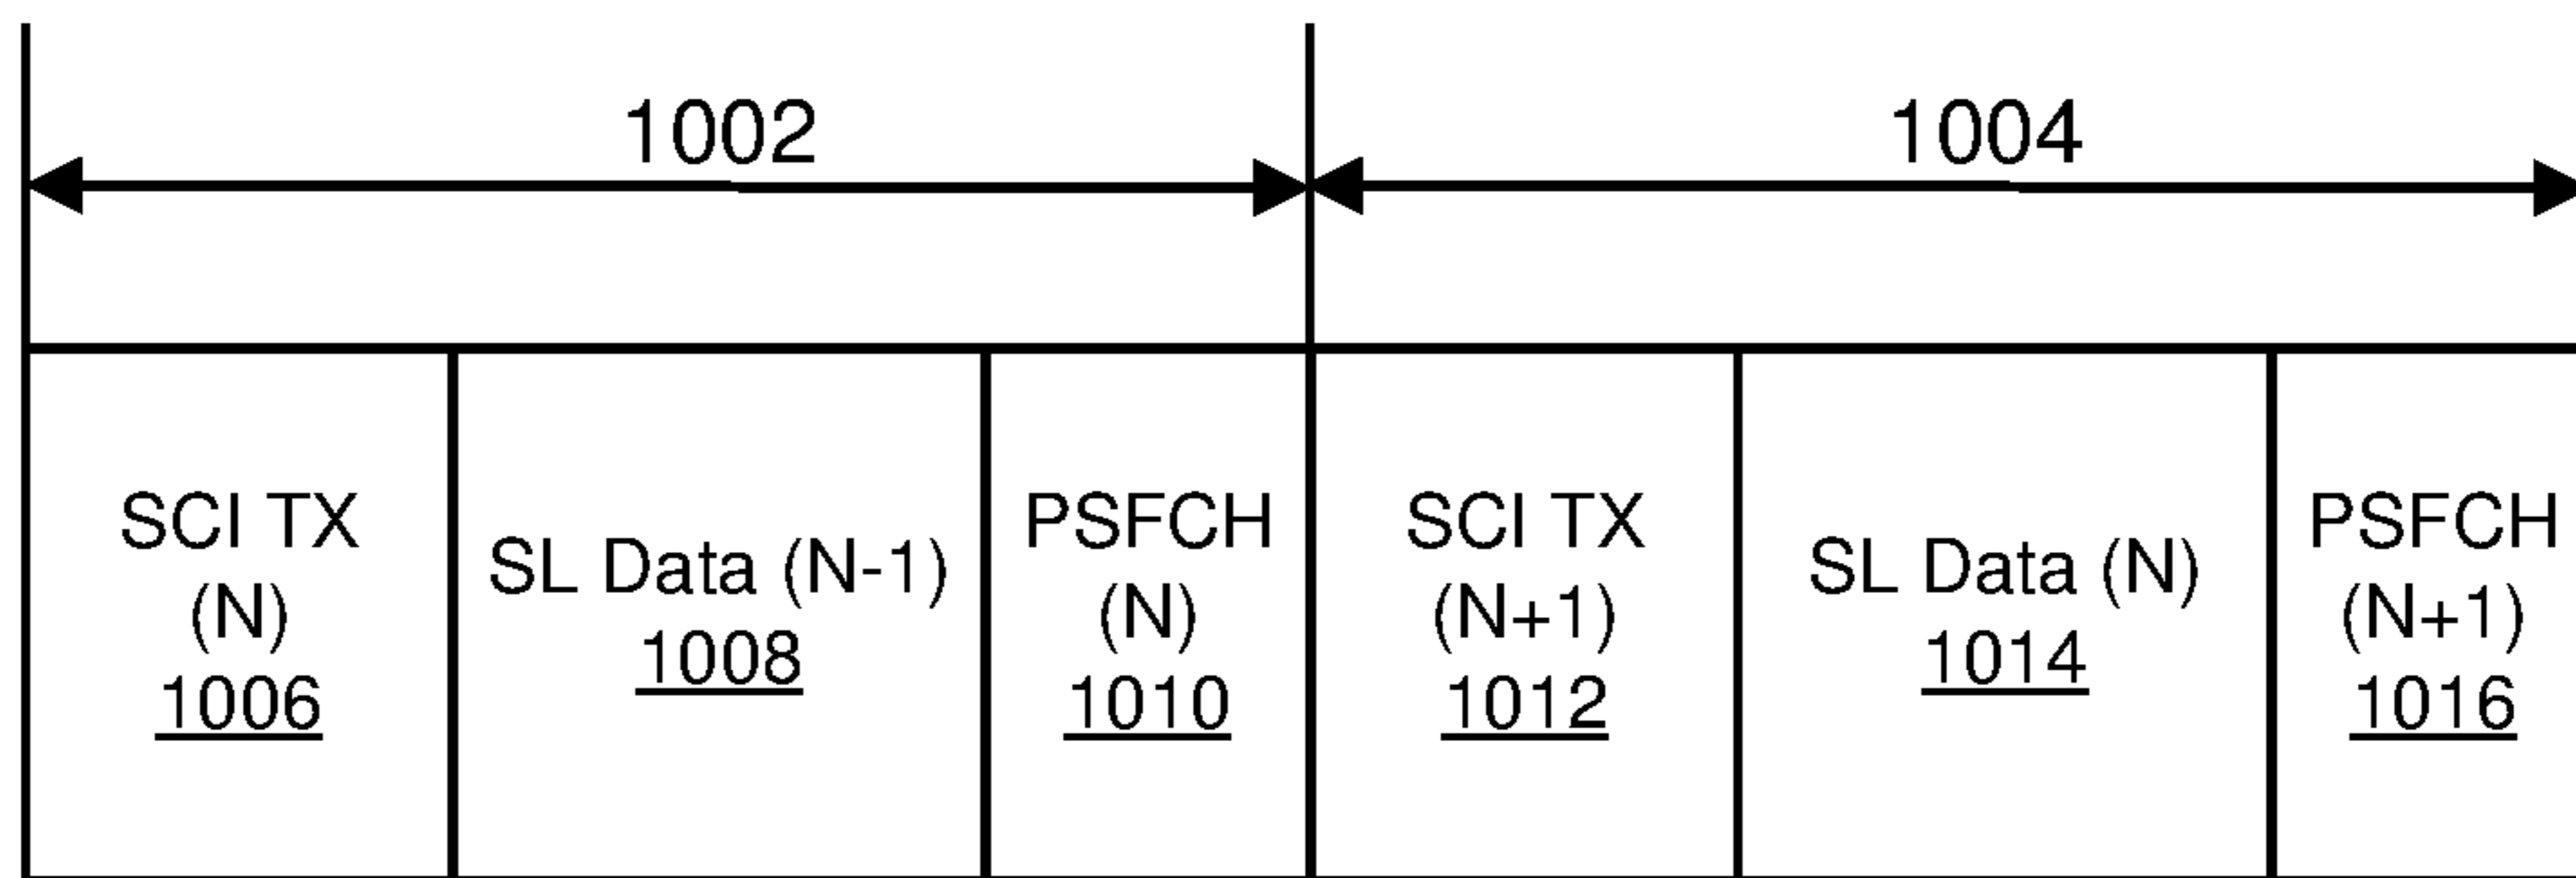 1002
1004
SCI TX
(N)
1006
SL Data (N-1)
1008
PSFCH
(N)
1010
SCI TX
(N+1)
1012
SL Data (N)
1014
PSFCH
(N+1)
1016